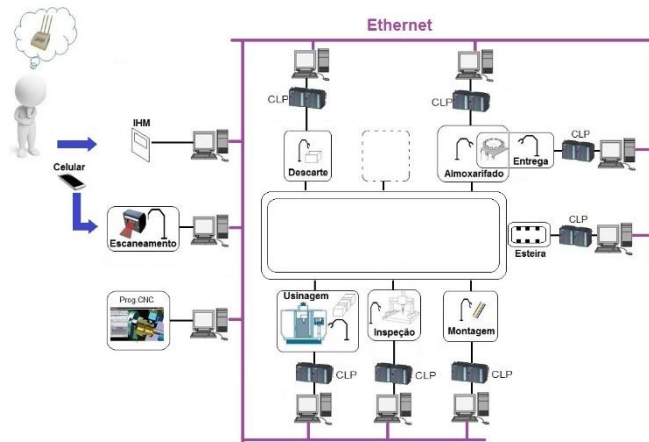 Ethernet
CLP
CLP
IHM
CLP
Celular
Descarte
Almoxarifado
Entrega
CLP
Escaneamento
Esteira
Prog.CNC
Usinagem
Inspeção
Montagem
CLP
CLP
CLP